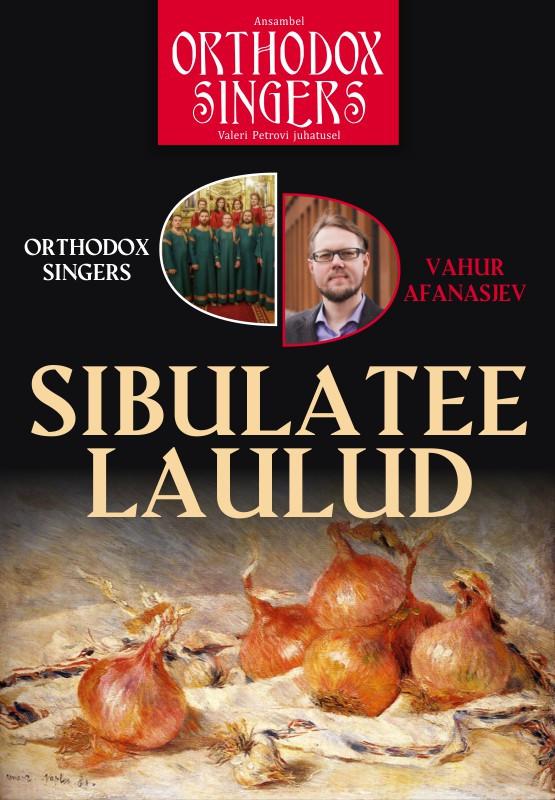 Ansambel
ORTHODOX
SINGERS
Valeri Petrovi juhatusel
ORTHODOX
SINGERS
VAHUR
AFANASJEV
SIBULATEE
LAULUD